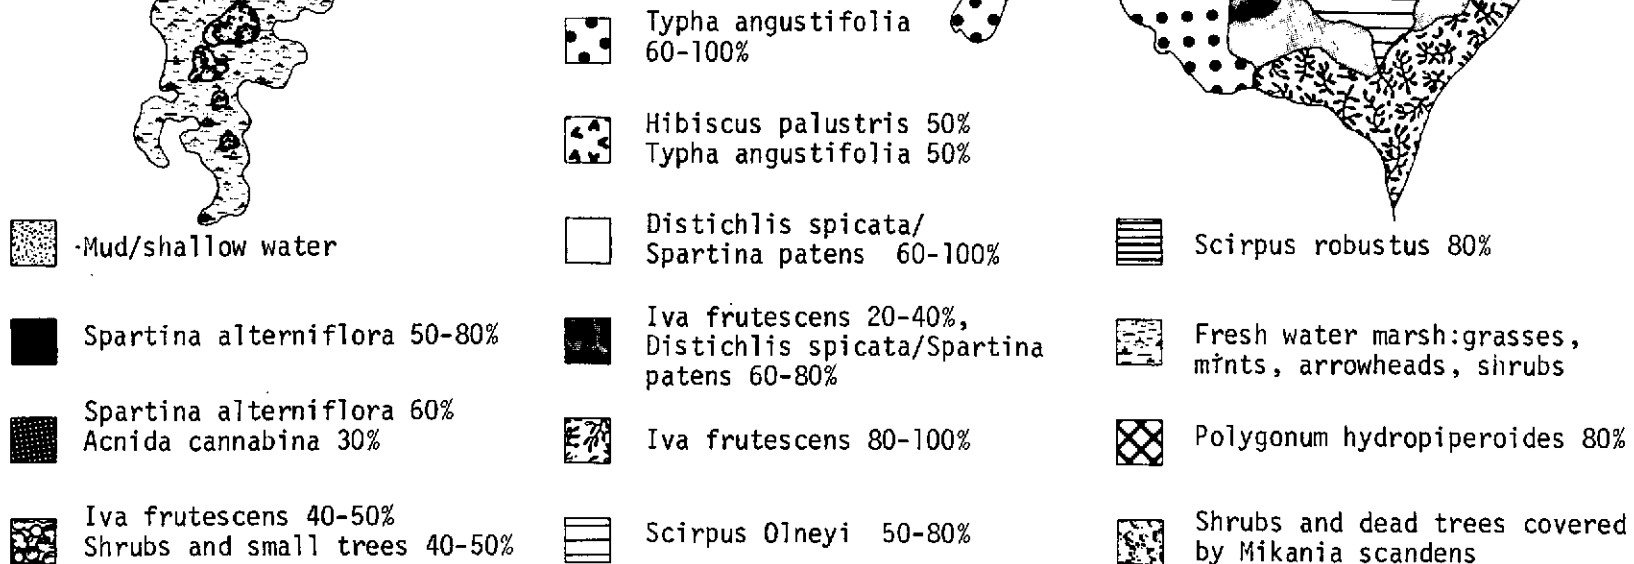 Typha angustifolia
60-100%
Hibiscus palustris 50%
Typha angustifolia 50%
Distichlis spicata/
Spartina patens 60-100%
Iva frutescens 20-40%,
Distichlis spicata/Spartina
patens 60-80%
Iva frutescens 80-100%
Scirpus Olneyi 50-80%
Mud/shallow water
Spartina alterniflora 50-80%
Spartina alterniflora 60%
Acnida cannabina 30%
Iva frutescens 40-50%
Shrubs and small trees 40-50%
Scirpus robustus 80%
Fresh water marsh:grasses,
mints, arrowheads, shrubs
Polygonum hydropiperoides 80%
Shrubs and dead trees covered
by Mikania scandens